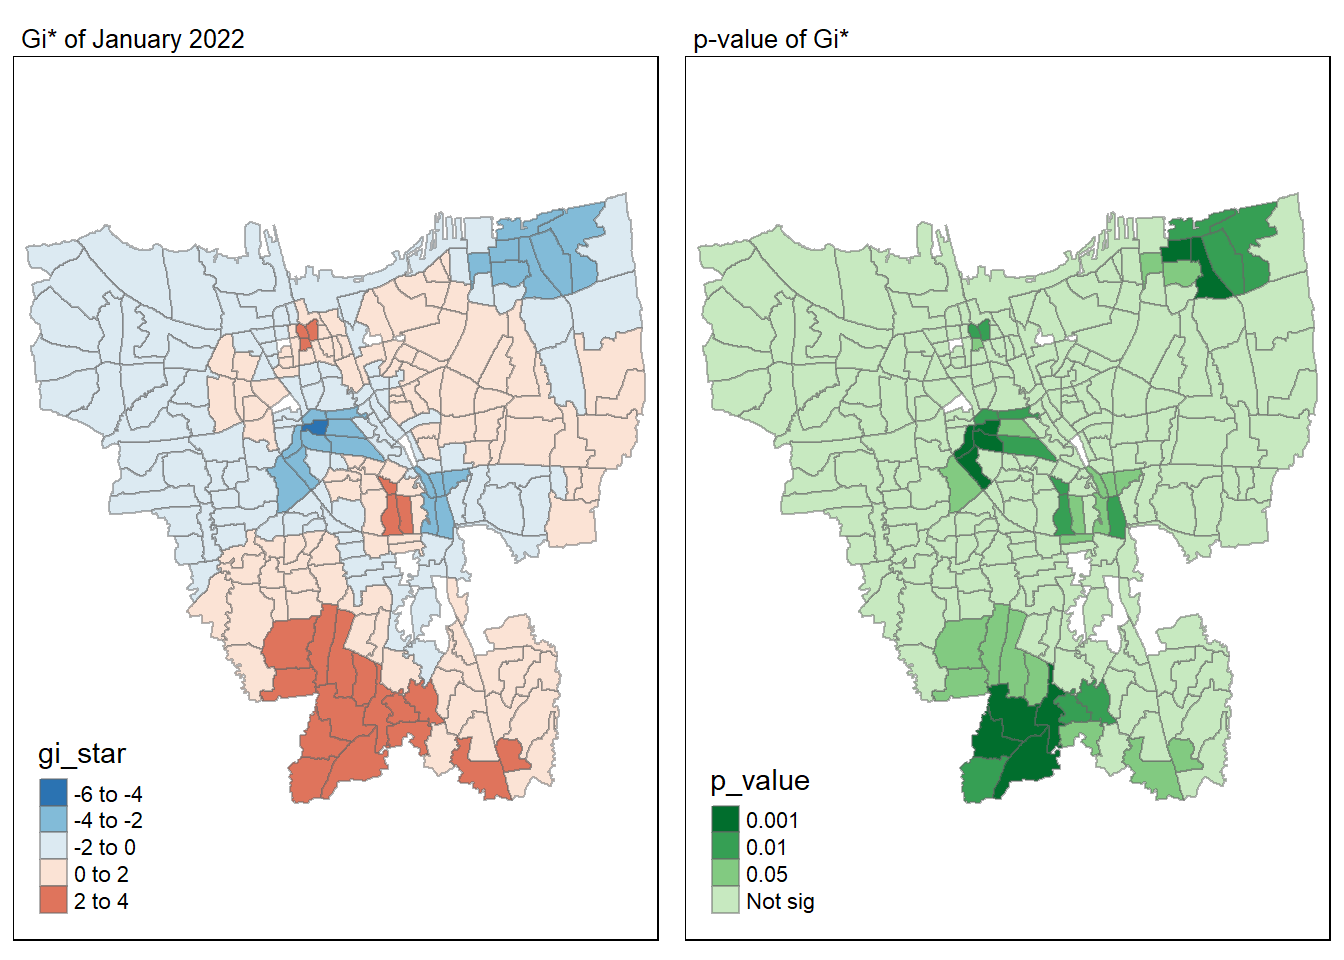 Gi* of January 2022
gi_star
-6 to -4
-4 to -2
-2 to 0
0 to 2
2 to 4
p-value of Gi*
p_value
0.001
0.01
0.05
Not sig